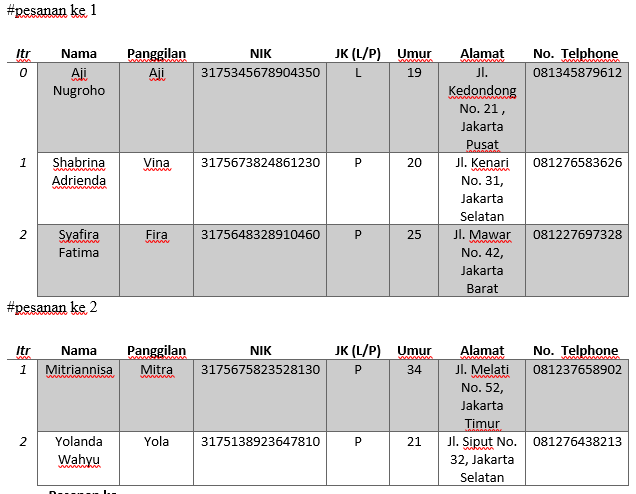 #pesanan ke 1
Itr Nama Panggilan NIK JK (L/P) Umur Alamat No. Telphone
0 Aji Nugroho Aji 3175345678904350 L 19 Jl. Kedondong No. 21 , Jakarta Pusat 081345879612
1 Shabrina Adrienda Vina 3175673824861230 P 20 Jl. Kenari No. 31, Jakarta Selatan 081276583626
2 Syafira Fatima Fira 3175648328910460 P 25 Jl. Mawar No. 42, Jakarta Barat 081227697328
#pesanan ke 2
Itr Nama Panggilan NIK JK (L/P) Umur Alamat No. Telphone
1 Mitriannisa Mitra 3175675823528130 P 34 Jl. Melati No. 52, Jakarta Timur 081237658902
2 Yolanda Wahyu Yola 3175138923647810 P 21 Jl. Siput No. 32, Jakarta Selatan 081276438213